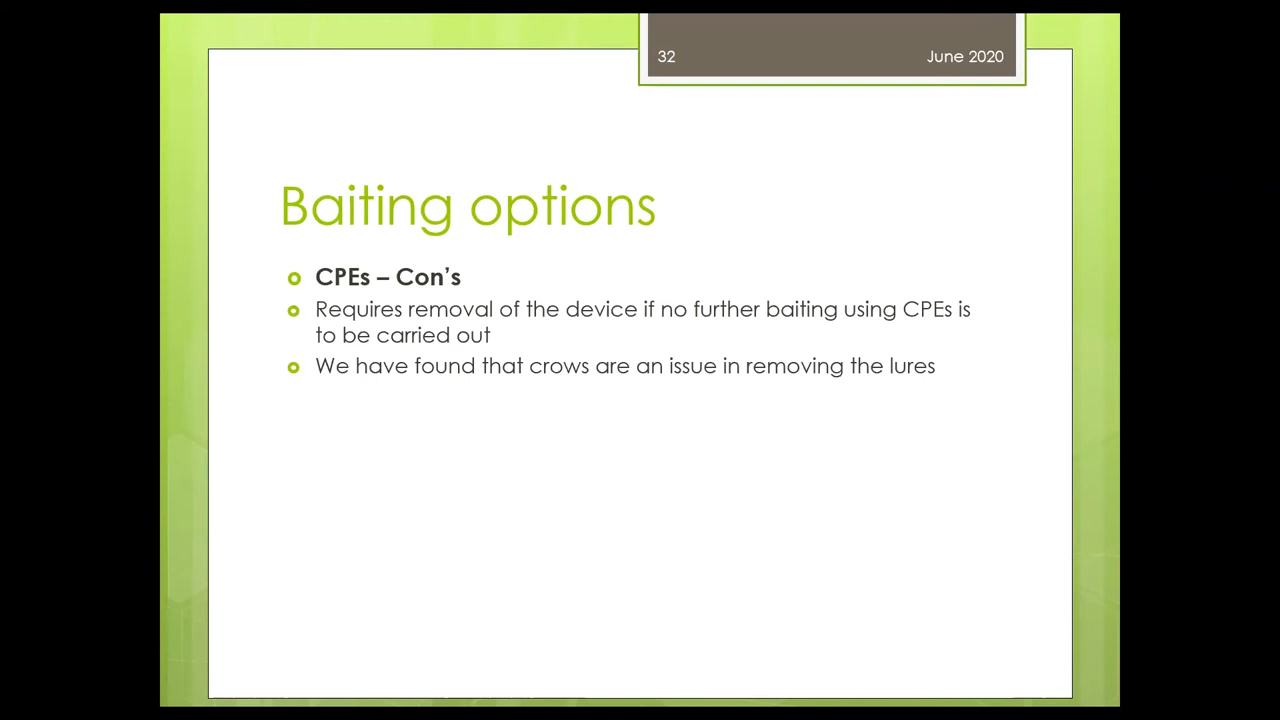 32 June 2020
Baiting options
CPEs – Con's
Requires removal of the device if no further baiting using CPEs is
to be carried out
We have found that crows are an issue in removing the lures